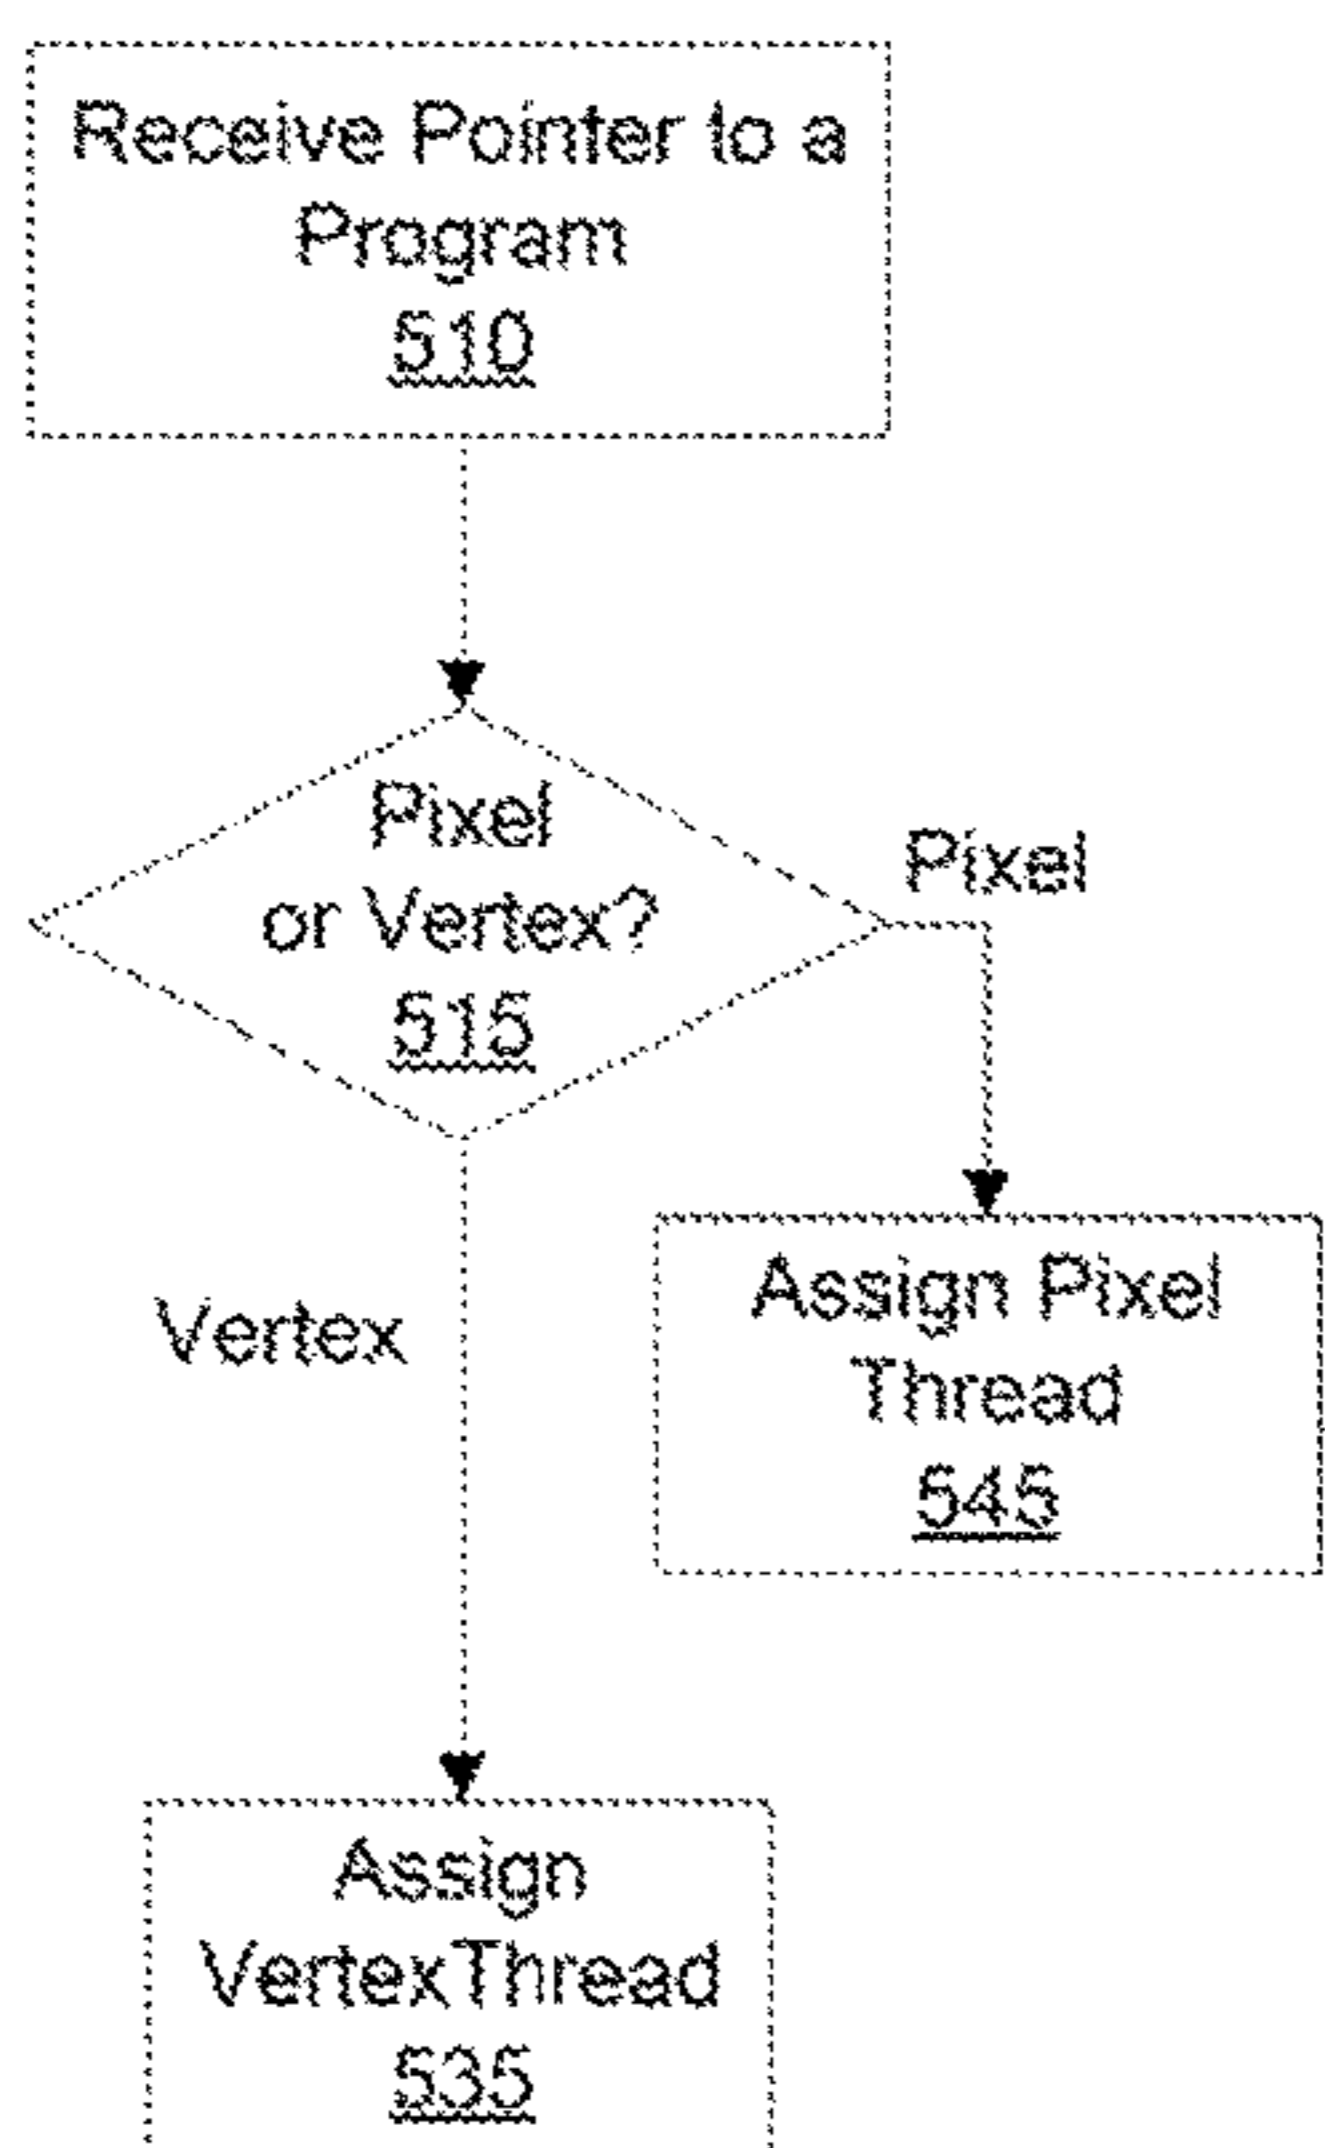 Receive Pointer to a
Program
510
Pixel
or Vertex?
515
Pixel
Vertex
Assign Pixel
Thread
545
Assign
VertexThread
535